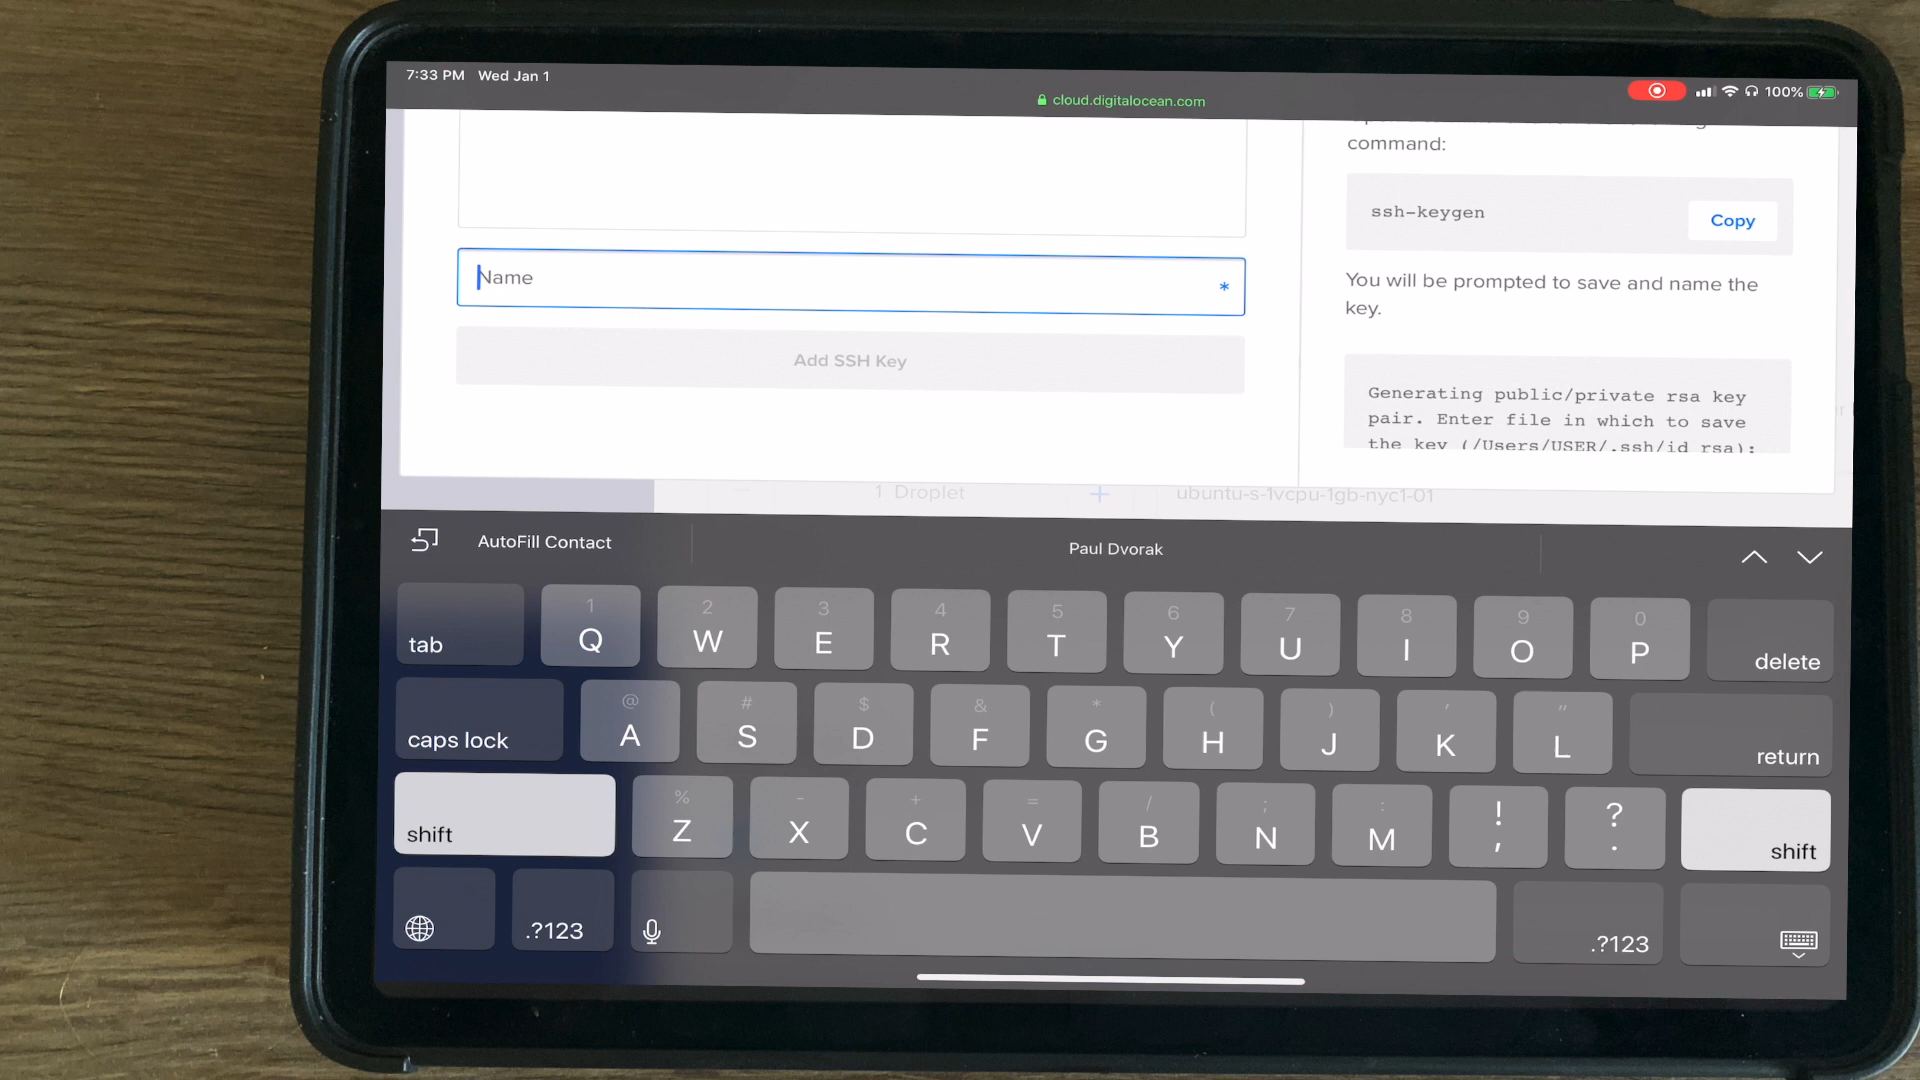 7:33 PM Wed Jan 1
cloud.digitalocean.com
100%
command:
ssh-keygen
Copy
Name
*
You will be prompted to save and name the
key.
Add SSH Key
Generating public/private rsa key
pair. Enter file in which to save
the key (/Users/USER/.ssh/id_rsa):
1 Droplet
+
ubuntu-s-1vcpu-1gb-nyc1-01
AutoFill Contact
Paul Dvorak
1 2 3 4 5 6 7 8 9 0
tab Q W E R T Y U I O P delete
@ # $ & * ( ) ' "
caps lock A S D F G H J K L return
% - + = / ; : ! ?
shift Z X C V B N M , . shift
.?123 .?123